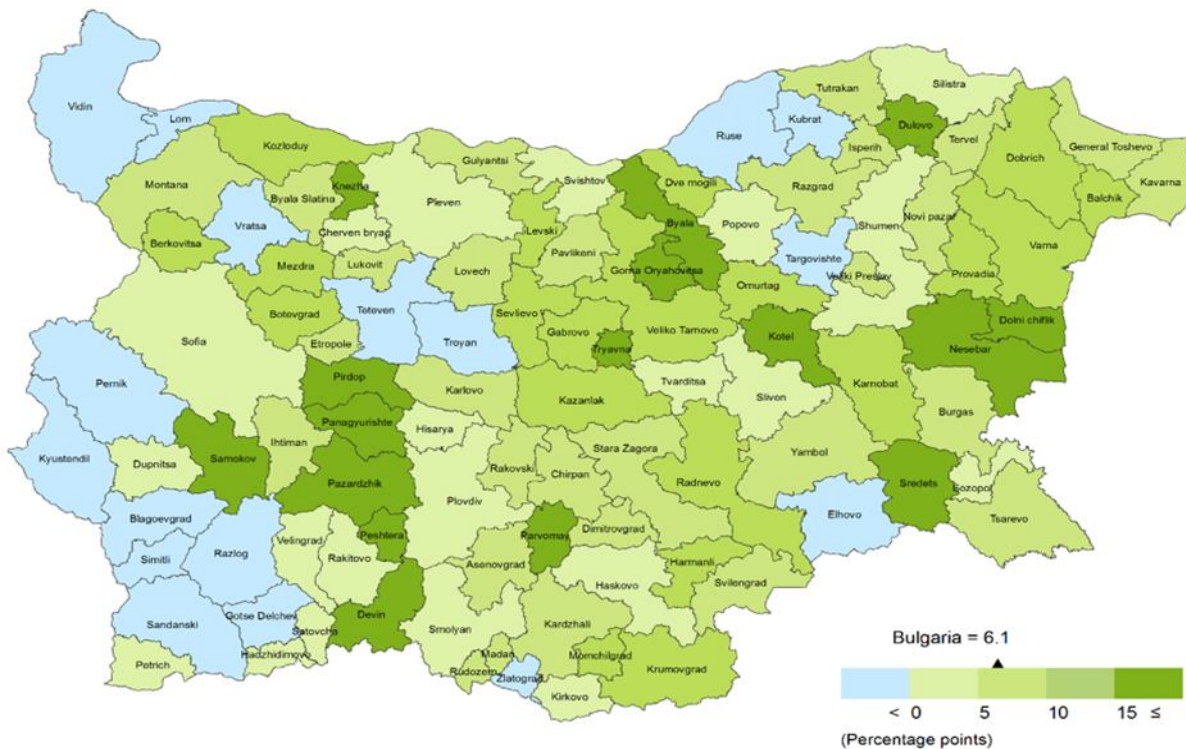 Vidin
Lom
Kozloduy
Montana
Vratsa
Berkovitsa
Byala Slatina
Knezha
Cherven bryag
Pleven
Gulyantsi
Svishtov
Dve mogili
Ruse
Kubrat
Tutrakan
Silistra
Dulovo
Isperih
Tervel
Dobrich
General Toshevo
Kavarna
Balchik
Razgrad
Byala
Popovo
Shumen
Novi pazar
Levski
Pavlikeni
Mezdra
Lukovit
Lovech
Gorna Oryahovitsa
Targovishte
Veliki Preslav
Provadia
Varna
Omurtag
Botevgrad
Teteven
Troyan
Sevlievo
Gabrovo
Veliko Tarnovo
Tryavna
Kotel
Dolni chiflik
Nesebar
Sofia
Etropole
Pernik
Pirdop
Karlovo
Kazanlak
Tvarditsa
Sliven
Karnobat
Burgas
Panagyurishte
Hisarya
Ihtiman
Samokov
Dupnitsa
Kyustendil
Pazardzhik
Plovdiv
Rakovski
Chirpan
Stara Zagora
Radnevo
Yambol
Sredets
Sozopol
Tsarevo
Elhovo
Blagoevgrad
Simitli
Razlog
Velingrad
Rakitovo
Peshtera
Parvomay
Dimitrovgrad
Asenovgrad
Haskovo
Harmanli
Svilengrad
Sandanski
Gotse Delchev
Satovcha
Devin
Smolyan
Kardzhali
Petrich
Hadzhidimovo
Rudozem
Madan
Zlatograd
Momchilgrad
Krumovgrad
Kirkovo
Bulgaria = 6.1
< 0 5 10 15 ≤
(Percentage points)